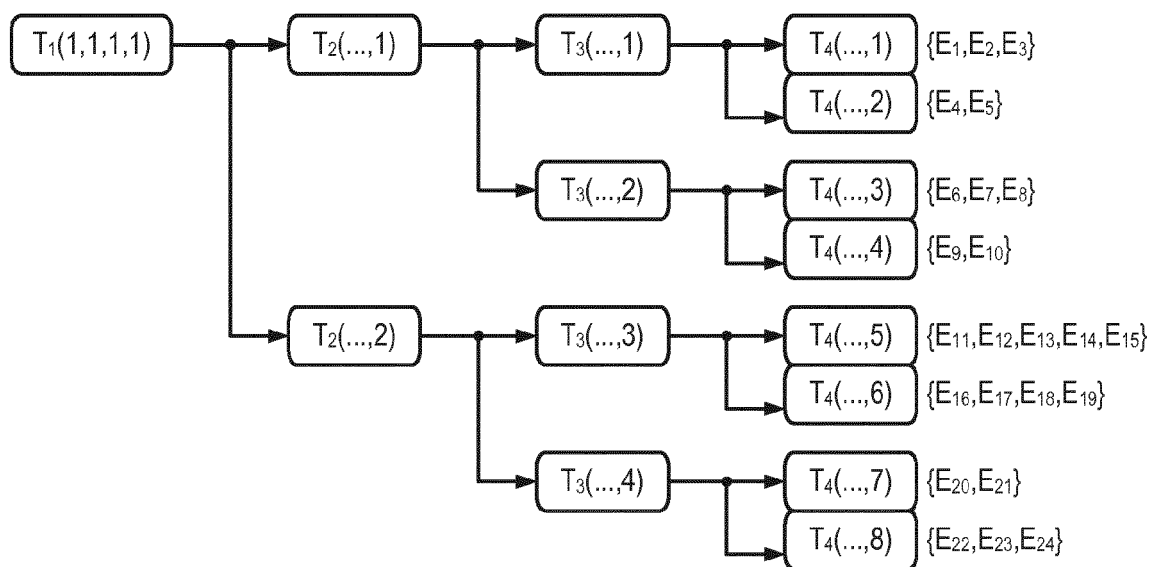 T₁(1,1,1,1) T₂(...,1) T₃(...,1) T₄(...,1) {E₁,E₂,E₃}
T₄(...,2) {E₄,E₅}
T₃(...,2) T₄(...,3) {E₆,E₇,E₈}
T₄(...,4) {E₉,E₁₀}
T₂(...,2) T₃(...,3) T₄(...,5) {E₁₁,E₁₂,E₁₃,E₁₄,E₁₅}
T₄(...,6) {E₁₆,E₁₇,E₁₈,E₁₉}
T₃(...,4) T₄(...,7) {E₂₀,E₂₁}
T₄(...,8) {E₂₂,E₂₃,E₂₄}